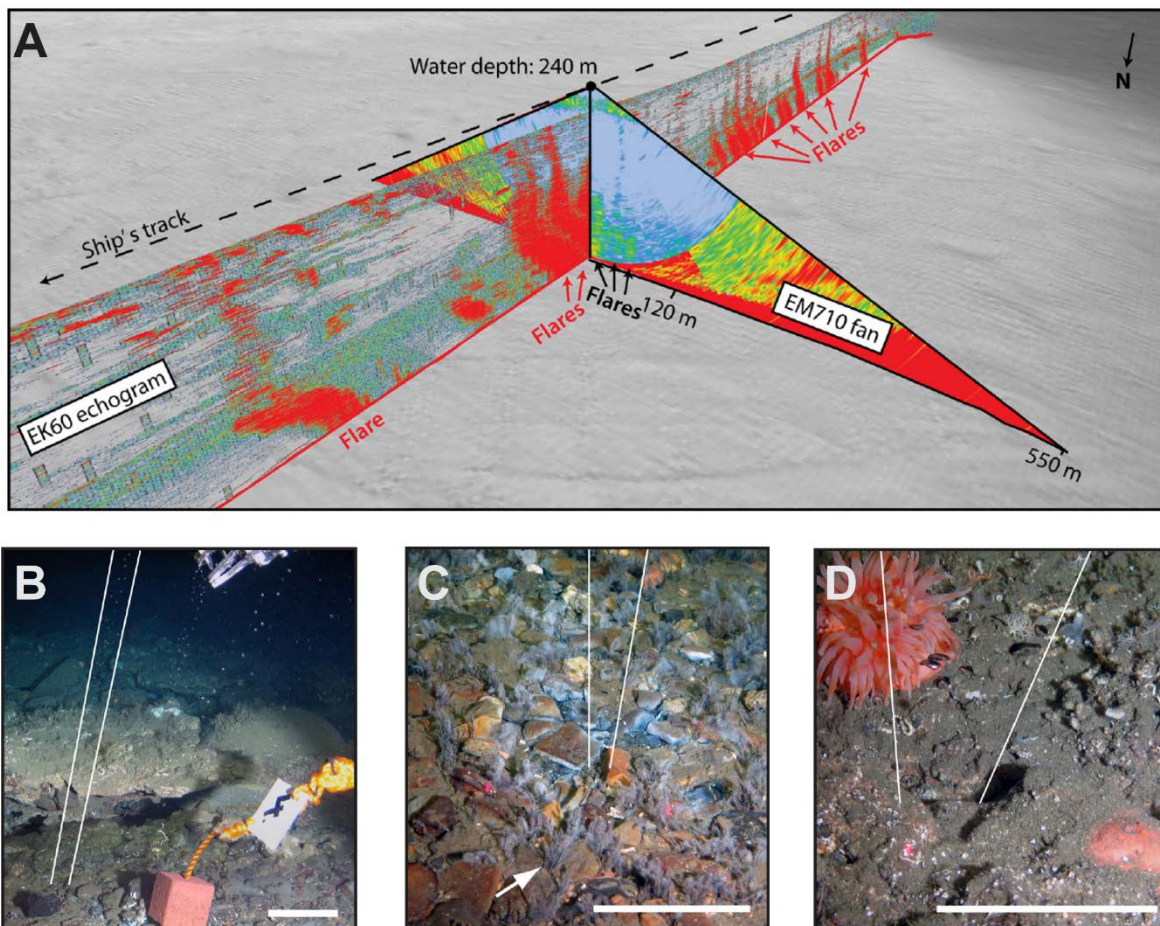 A
Water depth: 240 m
N
Flares
Ship's track
Flares
Flares
120 m
EM710 fan
EK60 echogram
Flare
550 m
B
C
D